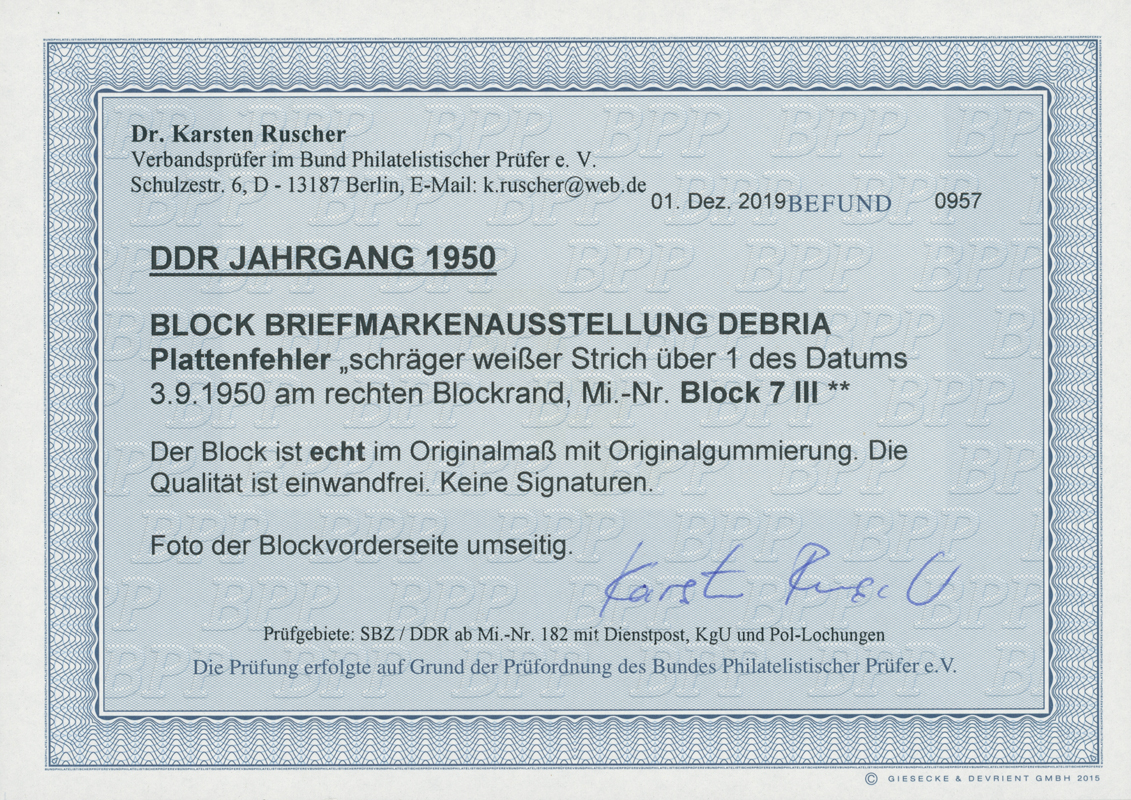 Dr. Karsten Ruscher
Verbandsprüfer im Bund Philatelistischer Prüfer e. V.
Schulzestr. 6, D - 13187 Berlin, E-Mail: k.ruscher@web.de
01. Dez. 2019 BEFUND 0957
DDR JAHRGANG 1950
BLOCK BRIEFMARKENAUSSTELLUNG DEBRIA
Plattenfehler „schräger weißer Strich über 1 des Datums
3.9.1950 am rechten Blockrand, Mi.-Nr. Block 7 III **
Der Block ist echt im Originalmaß mit Originalgummierung. Die
Qualität ist einwandfrei. Keine Signaturen.
Foto der Blockvorderseite umseitig.
Karsten Ruscher
Prüfgebiete: SBZ / DDR ab Mi.-Nr. 182 mit Dienstpost, KgU und Pol-Lochungen
Die Prüfung erfolgte auf Grund der Prüfordnung des Bundes Philatelistischer Prüfer e.V.
© GIESECKE & DEVRIENT GMBH 2015